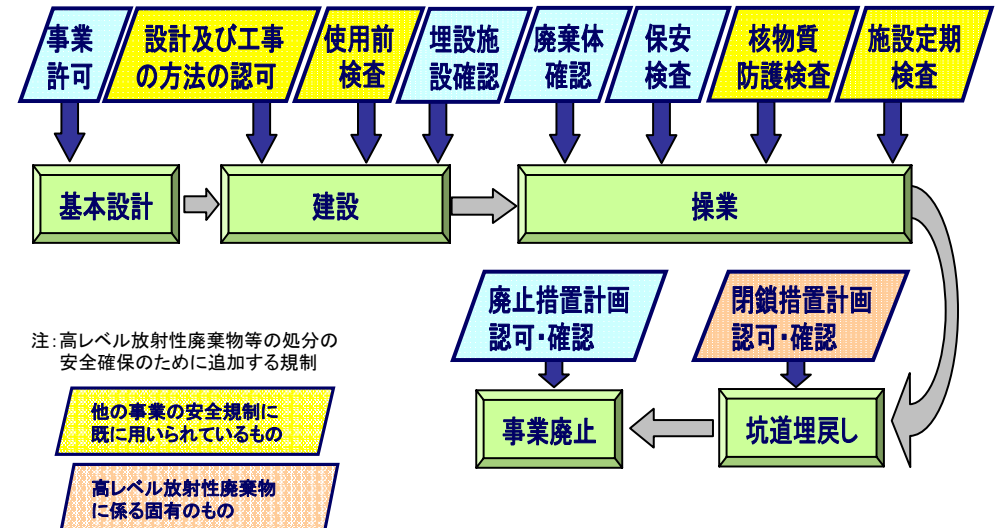 事業
許可
設計及び工事
の方法の認可
使用前
検査
埋設施
設確認
廃棄体
確認
保安
検査
核物質
防護検査
施設定期
検査
基本設計
建設
操業
廃止措置計画
認可・確認
閉鎖措置計画
認可・確認
事業廃止
坑道埋戻し
注：高レベル放射性廃棄物等の処分の
安全確保のために追加する規制
他の事業の安全規制に
既に用いられているもの
高レベル放射性廃棄物
に係る固有のもの